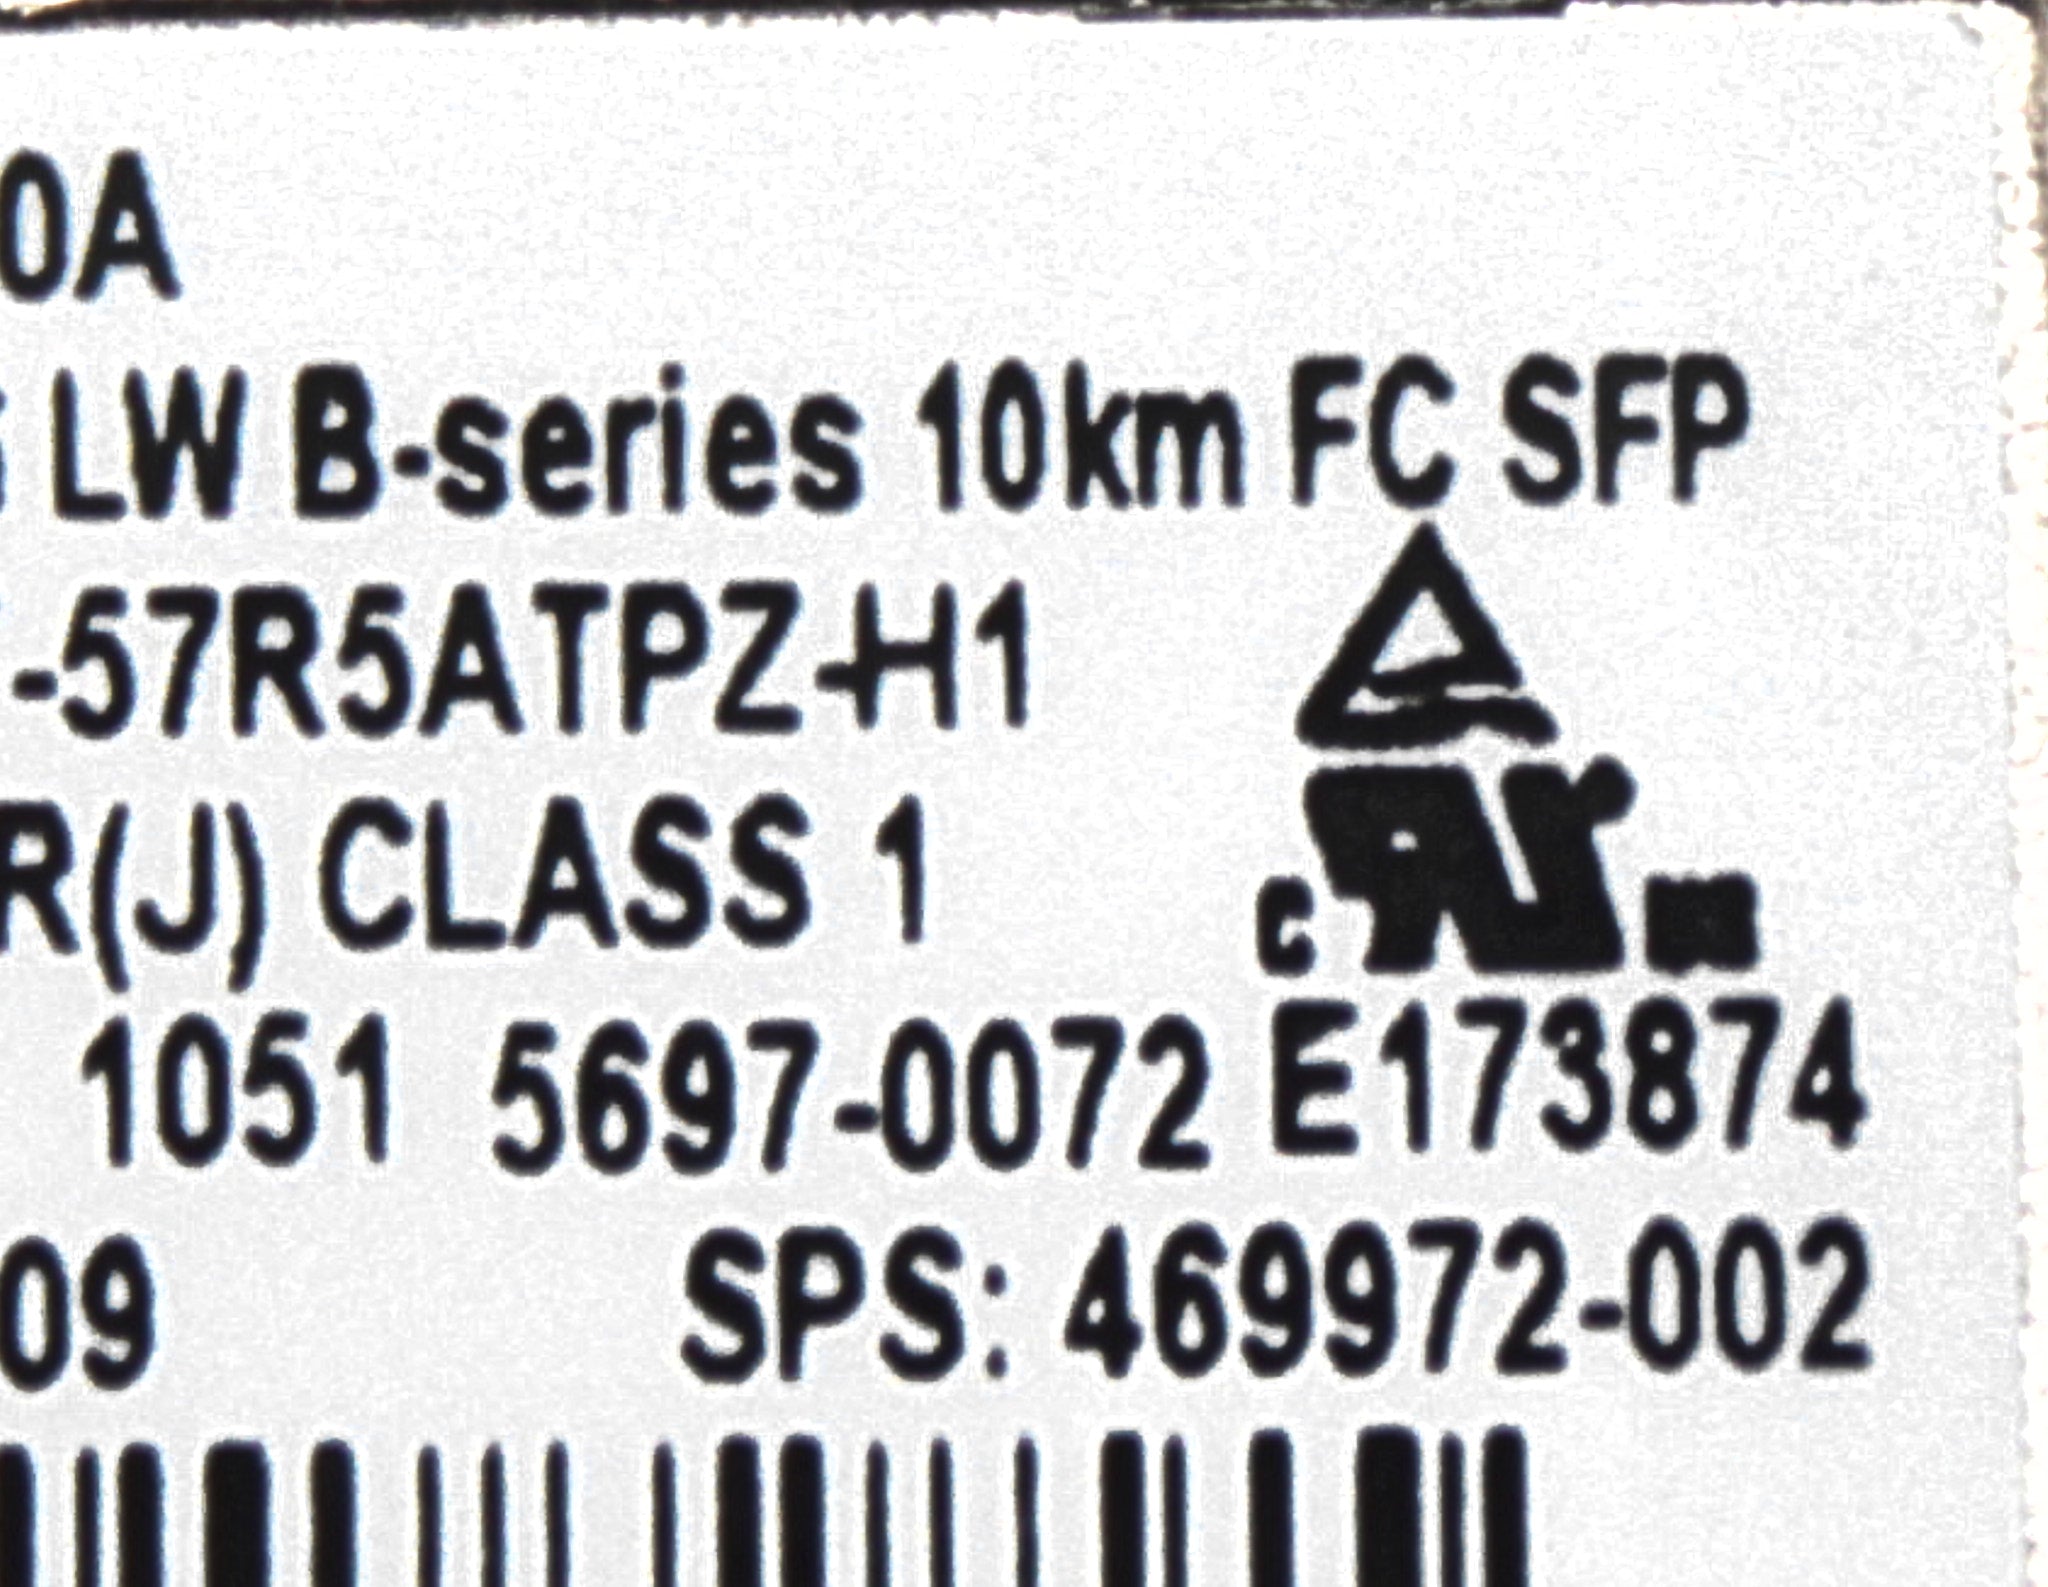 0A
LW B-series 10km FC SFP
-57R5ATPZ-H1
R(J) CLASS 1
1051 5697-0072 E173874
09 SPS: 469972-002